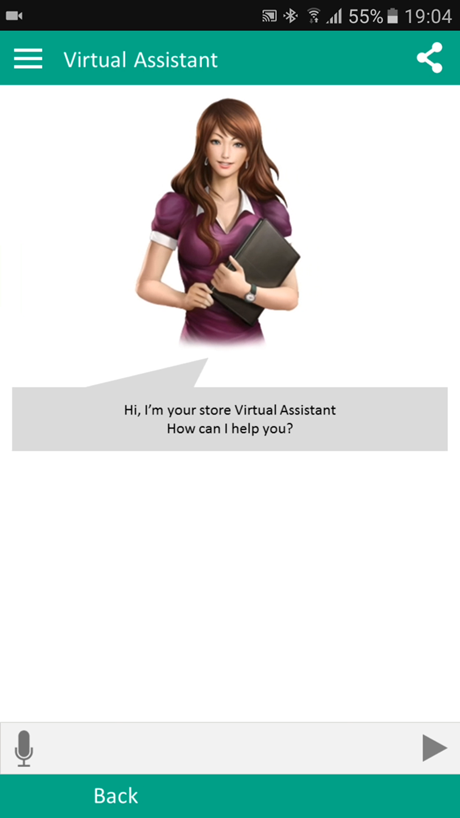 55% 19:04
Virtual Assistant
Hi, I'm your store Virtual Assistant
How can I help you?
Back